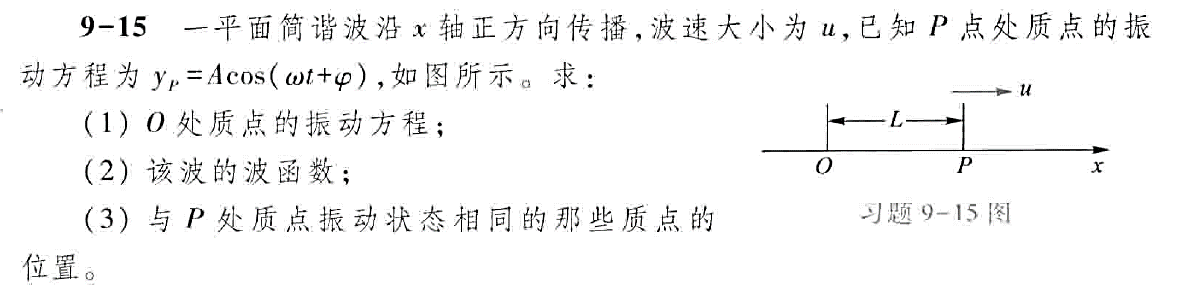 9-15 一平面简谐波沿 x 轴正方向传播,波速大小为 u,已知 P 点处质点的振
动方程为 y_P=Acos(ωt+φ),如图所示。求:
(1) O 处质点的振动方程;
(2) 该波的波函数;
(3) 与 P 处质点振动状态相同的那些质点的
位置。
u
L
O P x
习题 9-15 图